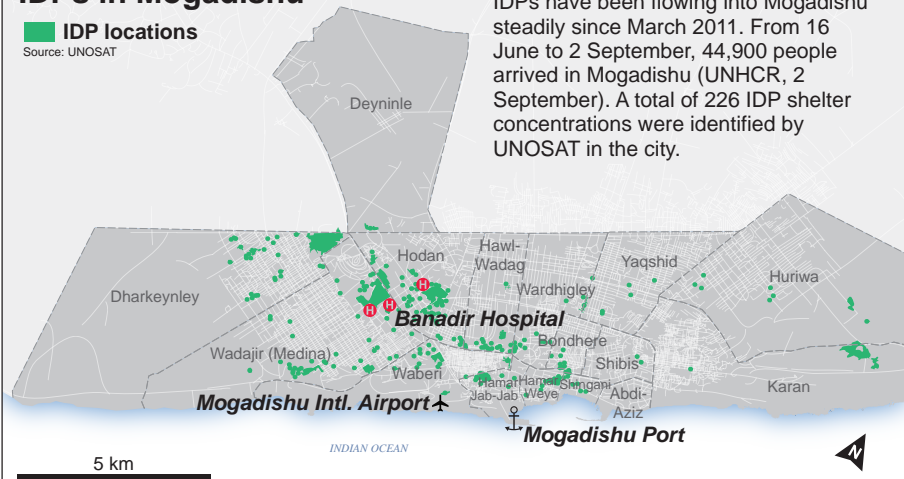 IDPs in Mogadishu
IDP locations
Source: UNOSAT
IDPs have been flowing into Mogadishu
steadily since March 2011. From 16
June to 2 September, 44,900 people
arrived in Mogadishu (UNHCR, 2
September). A total of 226 IDP shelter
concentrations were identified by
UNOSAT in the city.
Deyninle
Hodan
Hawl-
Wadag
Yaqshid
Huriwa
Dharkeynley
Wardhigley
H
H
H
Banadir Hospital
Bondhere
Wadajir (Medina)
Shibis
Waberi
Hamar
Jab-Jab
Hamar
Weye
Shingani
Abdi-
Aziz
Karan
Mogadishu Intl. Airport
Mogadishu Port
INDIAN OCEAN
N
5 km